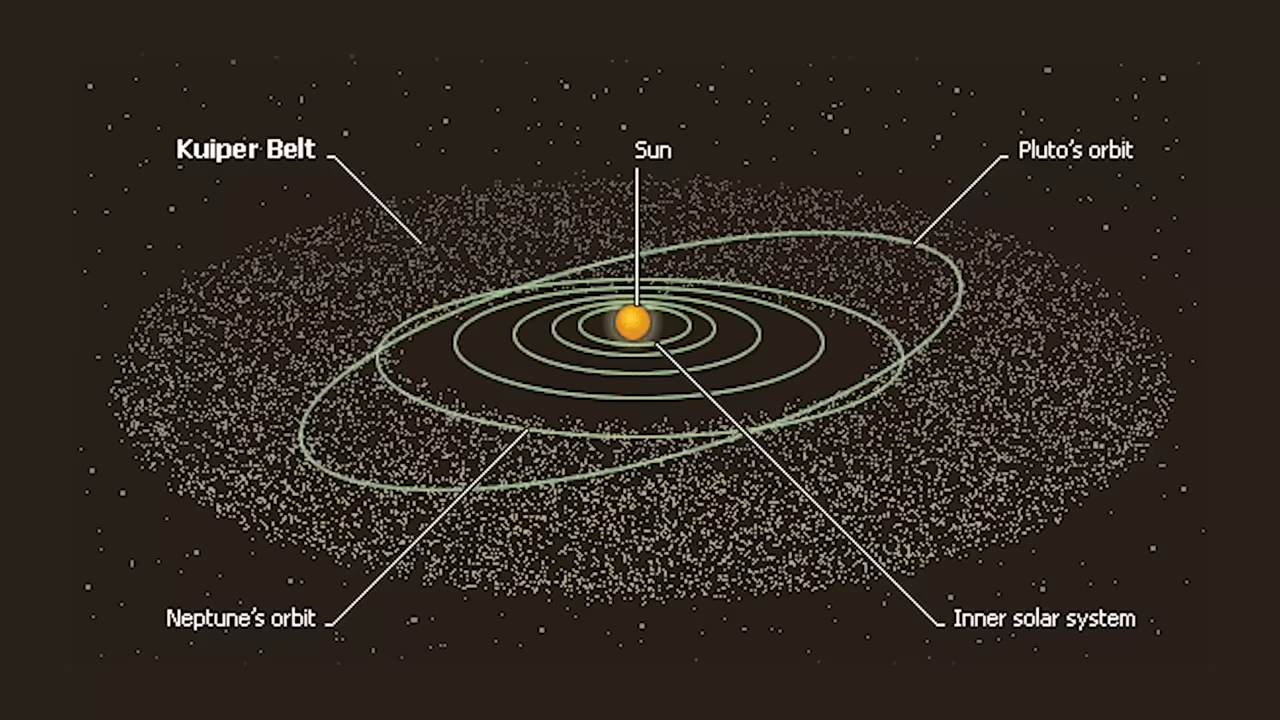 Kuiper Belt
Sun
Pluto's orbit
Neptune's orbit
Inner solar system